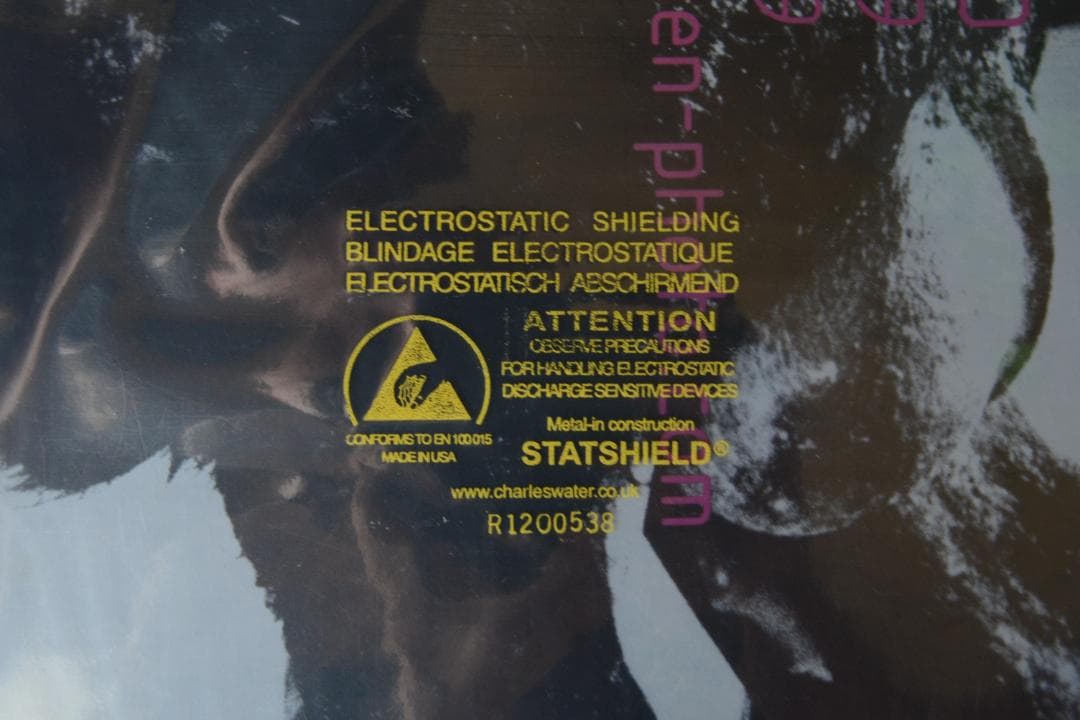 ELECTROSTATIC SHIELDING
BLINDAGE ELECTROSTATIQUE
ELECTROSTATISCH ABSCHIRMEND
ATTENTION
OBSERVE PRECAUTIONS
FOR HANDLING ELECTROSTATIC
DISCHARGE SENSITIVE DEVICES
CONFORMS TO EN 100 015
MADE IN USA
Metal-in construction
STATSHIELD®
www.charleswater.co.uk
R1200538